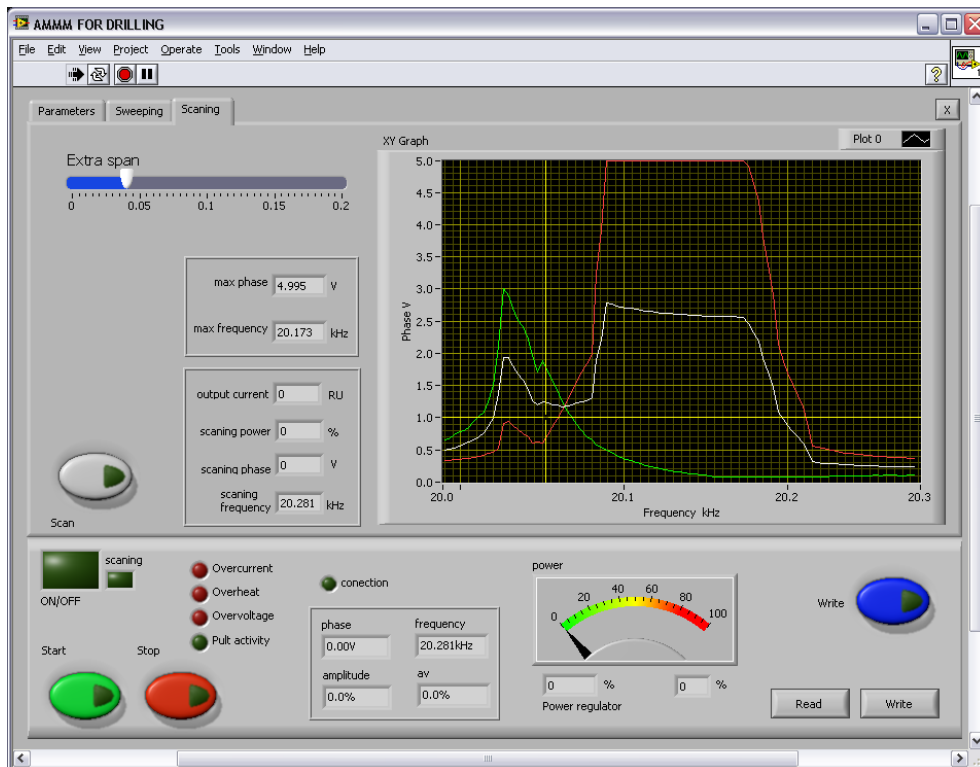 AMMM FOR DRILLING
File Edit View Project Operate Tools Window Help
Parameters Sweeping Scaning X
Extra span
0 0.05 0.1 0.15 0.2
max phase 4.995 V
max frequency 20.173 kHz
output current 0 RU
scaning power 0 %
scaning phase 0 V
scaning frequency 20.281 kHz
Scan
XY Graph Plot 0
Phase V
5.0
4.5
4.0
3.5
3.0
2.5
2.0
1.5
1.0
0.5
0.0
20.0 20.1 20.2 20.3
Frequency kHz
scaning
ON/OFF
Overcurrent
Overheat
Overvoltage
Pult activity
Start Stop
conection
phase frequency
0.00V 20.281kHz
amplitude av
0.0% 0.0%
power
0 20 40 60 80 100
0 % 0 %
Power regulator
Write
Read Write